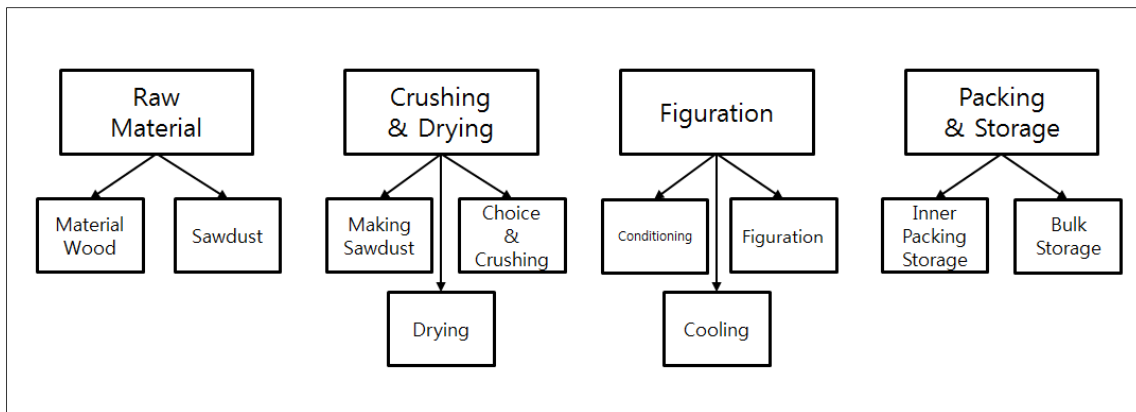 Raw
Material
Crushing
& Drying
Figuration
Packing
& Storage
Material
Wood
Sawdust
Making
Sawdust
Choice
&
Crushing
Drying
Conditioning
Figuration
Cooling
Inner
Packing
Storage
Bulk
Storage